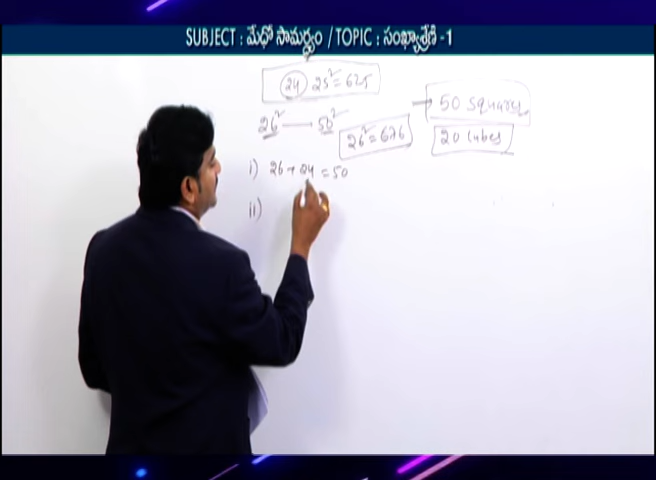 SUBJECT : మేధో సామర్థ్యం / TOPIC : సంఖ్యాశ్రేణి -1
24 25² = 625
26² — 50²
26² = 676
→ 50 squares
20 cubes
i) 26 + 24 = 50
ii)